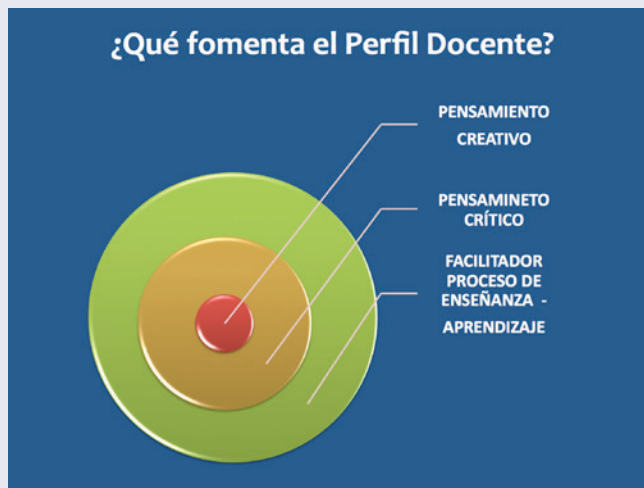 ¿Qué fomenta el Perfil Docente?
PENSAMIENTO
CREATIVO
PENSAMINETO
CRÍTICO
FACILITADOR
PROCESO DE
ENSEÑANZA -
APRENDIZAJE